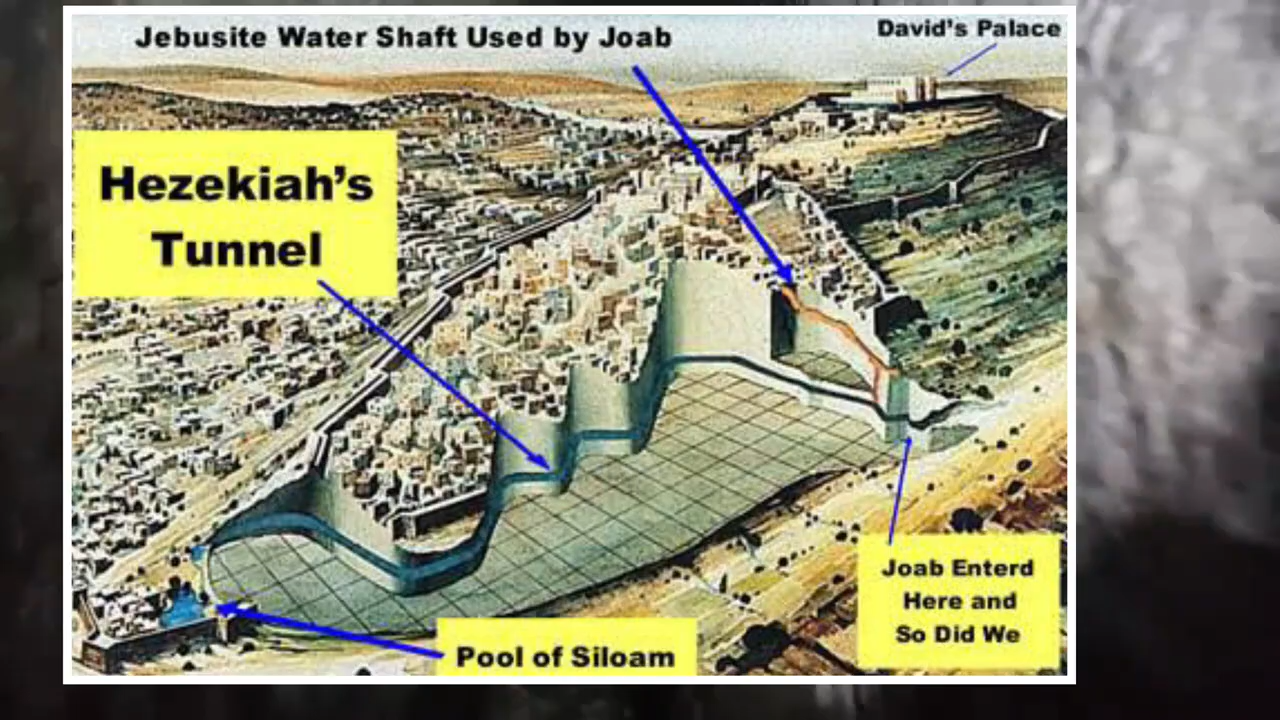 Jebusite Water Shaft Used by Joab
David's Palace
Hezekiah's
Tunnel
Joab Enterd
Here and
So Did We
Pool of Siloam